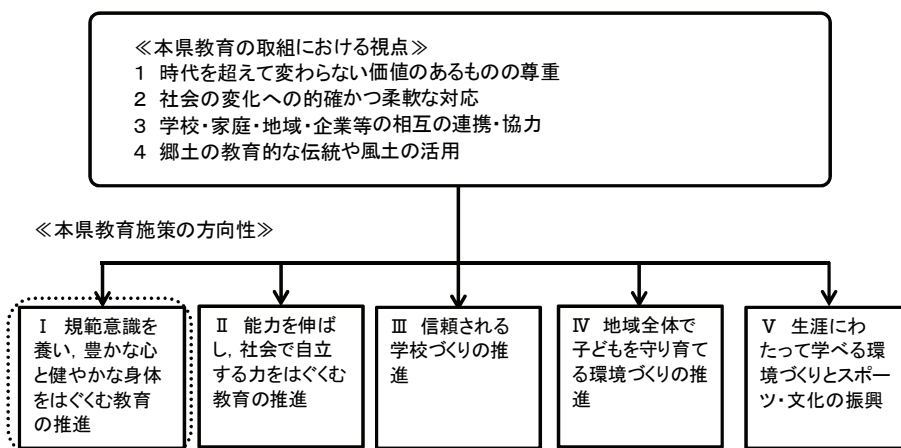 ≪本県教育の取組における視点≫
1 時代を超えて変わらない価値のあるものの尊重
2 社会の変化への的確かつ柔軟な対応
3 学校・家庭・地域・企業等の相互の連携・協力
4 郷土の教育的な伝統や風土の活用
≪本県教育施策の方向性≫
Ⅰ 規範意識を
養い,豊かな心
と健やかな身体
をはぐくむ教育
の推進
Ⅱ 能力を伸ば
し,社会で自立
する力をはぐくむ
教育の推進
Ⅲ 信頼される
学校づくりの推
進
Ⅳ 地域全体で
子どもを守り育て
る環境づくりの推
進
Ⅴ 生涯にわ
たって学べる環
境づくりとスポー
ツ・文化の振興